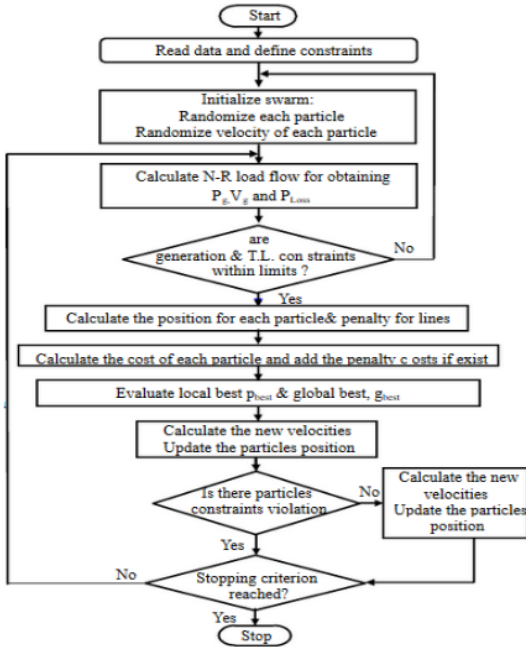 Start
Read data and define constraints
Initialize swarm:
Randomize each particle
Randomize velocity of each particle
Calculate N-R load flow for obtaining
Pg,Vg and PLoss
are
generation & T.L. con straints
within limits ?
No
Yes
Calculate the position for each particle& penalty for lines
Calculate the cost of each particle and add the penalty c osts if exist
Evaluate local best pbest & global best, gbest
Calculate the new velocities
Update the particles position
Is there particles
constraints violation
No
Calculate the new
velocities
Update the particles
position
Yes
No
Stopping criterion
reached?
Yes
Stop